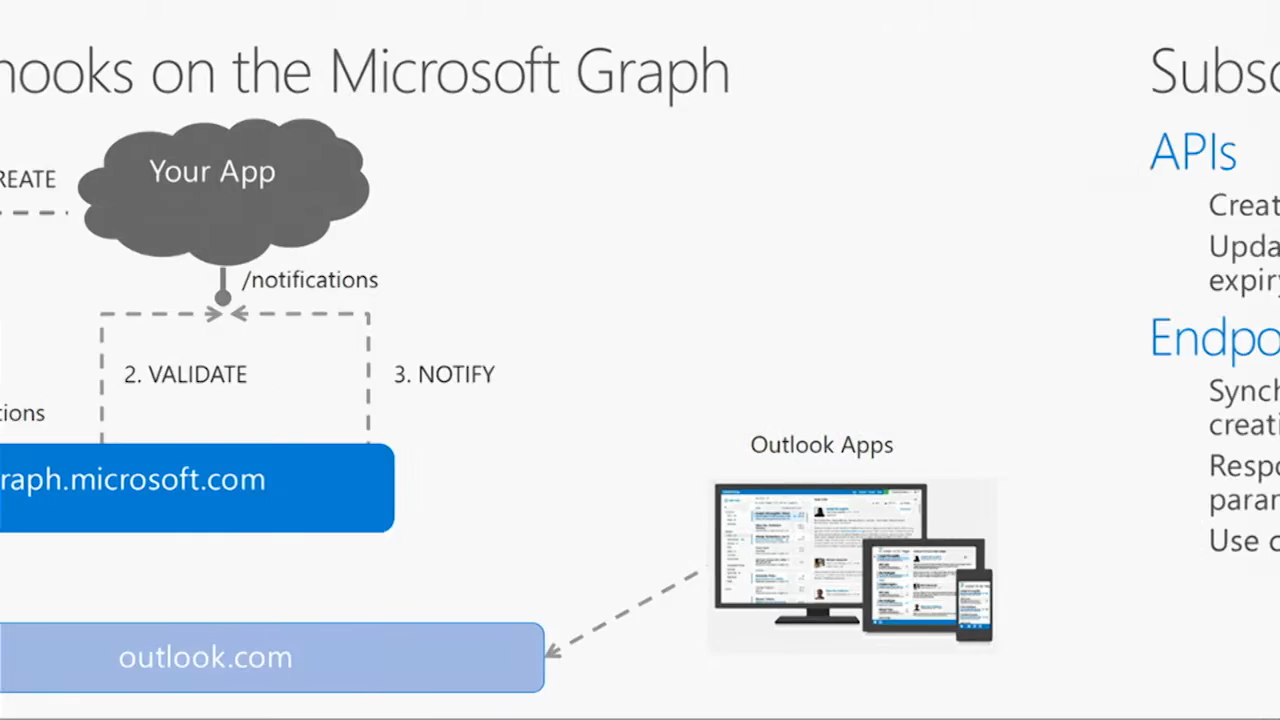 hooks on the Microsoft Graph
Your App
REATE
/notifications
2. VALIDATE
3. NOTIFY
tions
raph.microsoft.com
Outlook Apps
outlook.com
Subsc
APIs
Creat
Upda
expiry
Endpo
Synch
creati
Respo
paran
Use c